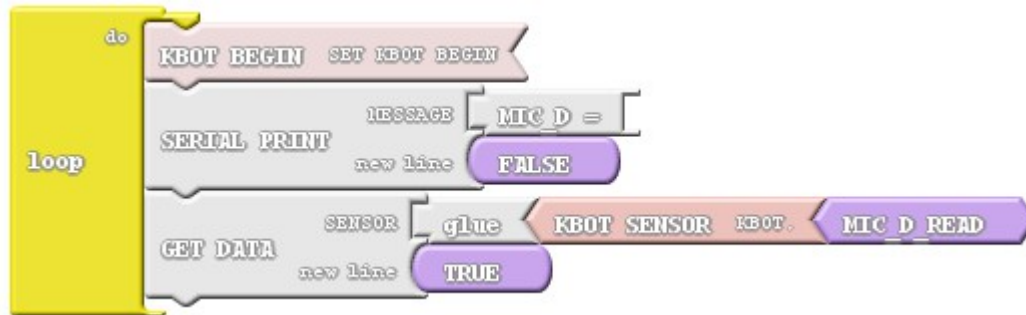 do
KBOT BEGIN SET KBOT BEGIN
MESSAGE MIC_D =
SERIAL PRINT
new line FALSE
loop
SENSOR glue KBOT SENSOR KBOT. MIC_D_READ
GET DATA
new line TRUE